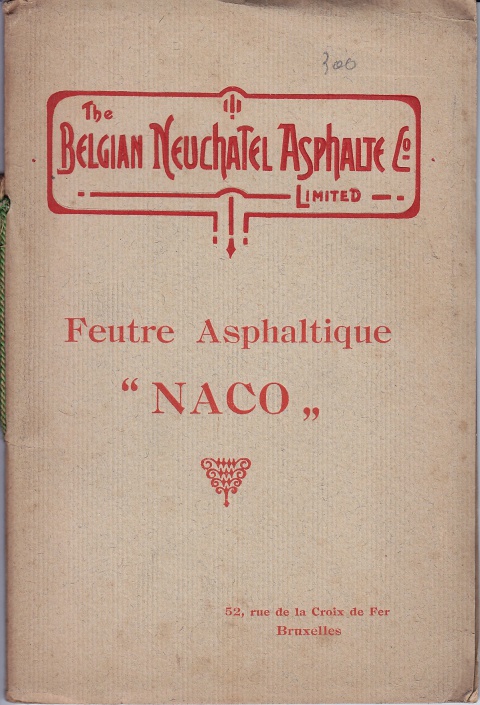 300
The
BELGIAN NEUCHATEL ASPHALTE Co
LIMITED
Feutre Asphaltique
“ NACO „
52, rue de la Croix de Fer
Bruxelles